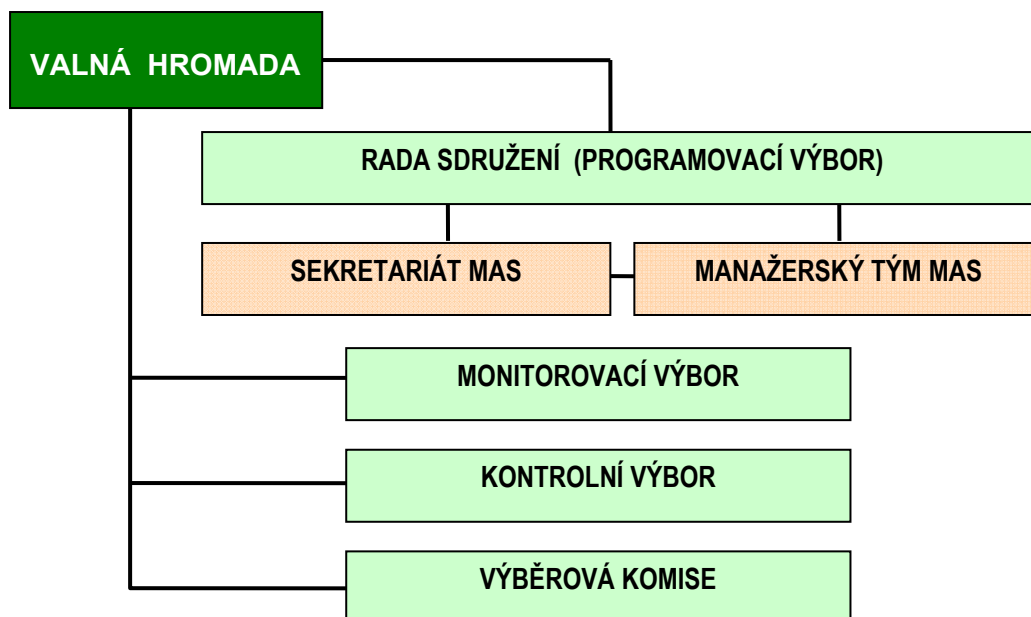 VALNÁ HROMADA
RADA SDRUŽENÍ (PROGRAMOVACÍ VÝBOR)
SEKRETARIÁT MAS
MANAŽERSKÝ TÝM MAS
MONITOROVACÍ VÝBOR
KONTROLNÍ VÝBOR
VÝBĚROVÁ KOMISE